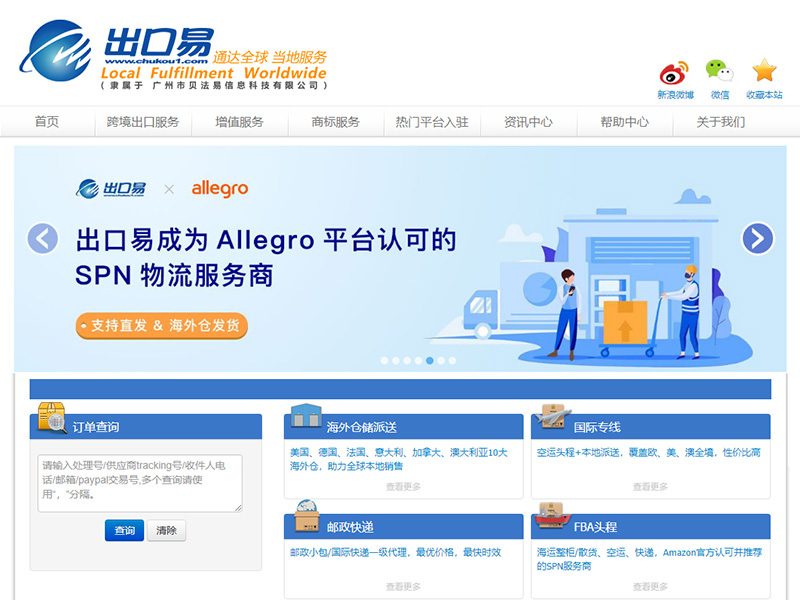 出口易
www.chukou1.com
通达全球 当地服务
Local Fulfillment Worldwide
( 隶属于 广州市贝法易信息科技有限公司 )
新浪微博
微信
收藏本站
首页
跨境出口服务
增值服务
商标服务
热门平台入驻
资讯中心
帮助中心
关于我们
出口易 × allegro
出口易成为 Allegro 平台认可的
SPN 物流服务商
支持直发 & 海外仓发货
订单查询
请输入处理号/供应商tracking号/收件人电
话/邮箱/paypal交易号,多个查询请使
用","分隔。
查询
清除
海外仓储派送
美国、德国、法国、意大利、加拿大、澳大利亚10大
海外仓，助力全球本地销售
查看更多
国际专线
空运头程+本地派送，覆盖欧、美、澳全境，性价比高
查看更多
邮政快递
邮政小包/国际快递一级代理，最优价格，最快时效
查看更多
FBA头程
海运整柜/散货、空运、快递，Amazon官方认可并推荐
的SPN服务商
查看更多